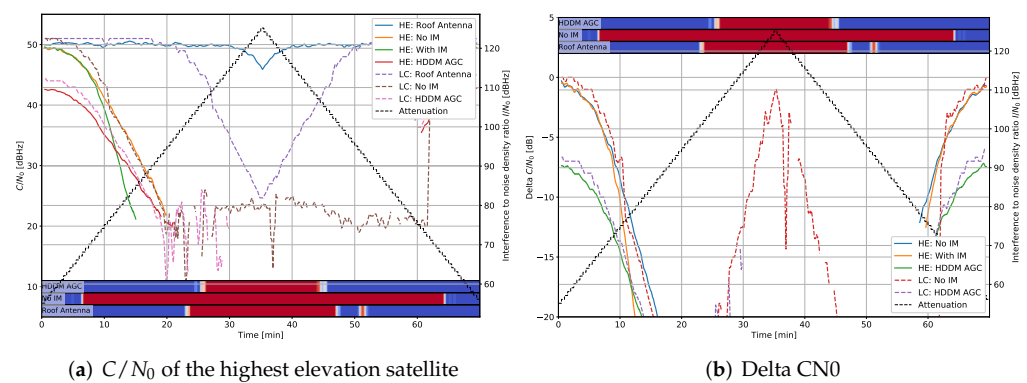 HE: Roof Antenna
HE: No IM
HE: With IM
HE: HDDM AGC
LC: Roof Antenna
LC: No IM
LC: HDDM AGC
Attenuation
50
40
30
20
10
C/N0 [dBHz]
120
110
100
90
80
70
60
Interference to noise density ratio I/N0 [dBHz]
HDDM AGC
No IM
Roof Antenna
0 10 20 30 40 50 60
Time [min]
(a) C/N0 of the highest elevation satellite
HDDM AGC
No IM
Roof Antenna
5
0
−5
−10
−15
−20
Delta C/N0 [dB]
120
110
100
90
80
70
60
Interference to noise density ratio I/N0 [dBHz]
HE: No IM
HE: With IM
HE: HDDM AGC
LC: No IM
LC: HDDM AGC
Attenuation
0 10 20 30 40 50 60
Time [min]
(b) Delta CN0